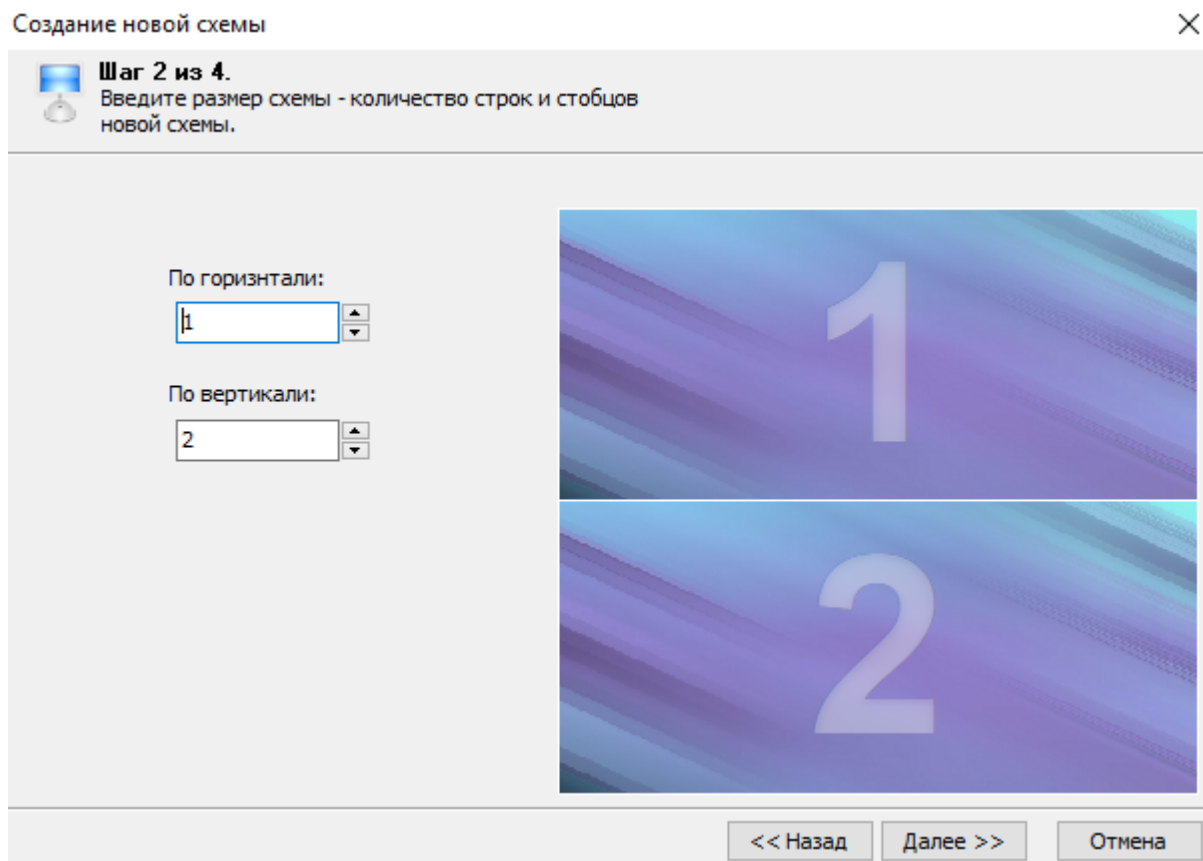 Создание новой схемы
Шаг 2 из 4.
Введите размер схемы - количество строк и стобцов
новой схемы.
По горизнтали:
1
По вертикали:
2
1
2
<< Назад
Далее >>
Отмена